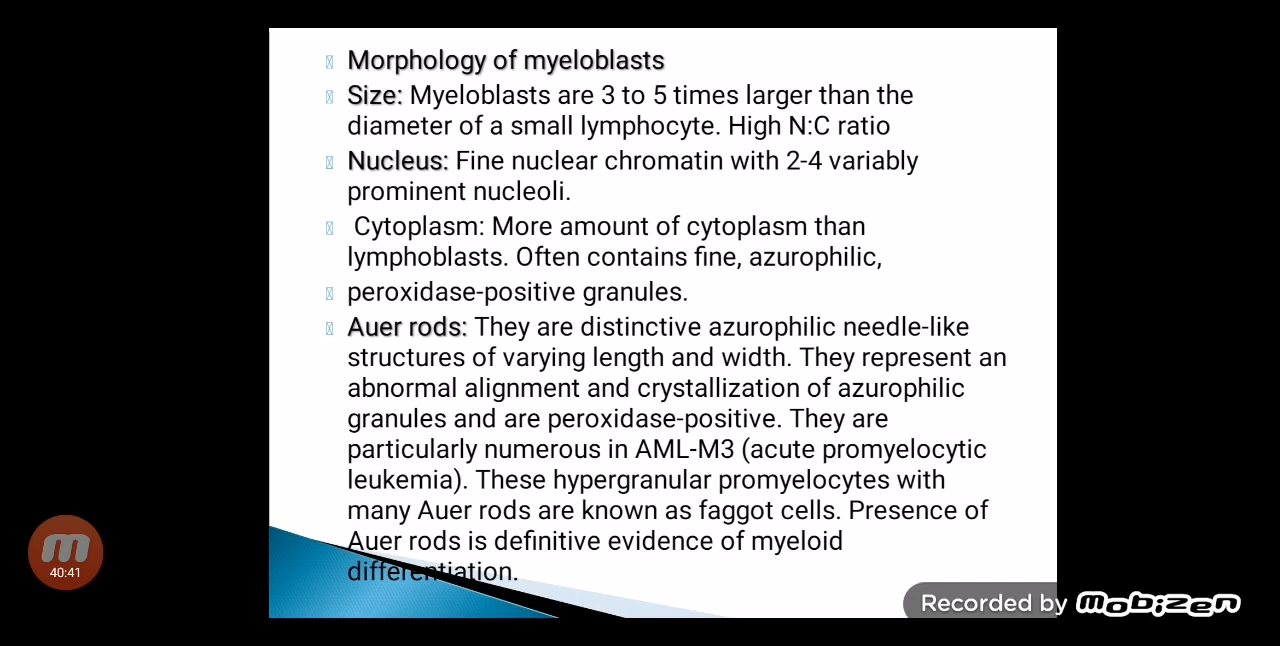 Morphology of myeloblasts
Size: Myeloblasts are 3 to 5 times larger than the
diameter of a small lymphocyte. High N:C ratio
Nucleus: Fine nuclear chromatin with 2-4 variably
prominent nucleoli.
Cytoplasm: More amount of cytoplasm than
lymphoblasts. Often contains fine, azurophilic,
peroxidase-positive granules.
Auer rods: They are distinctive azurophilic needle-like
structures of varying length and width. They represent an
abnormal alignment and crystallization of azurophilic
granules and are peroxidase-positive. They are
particularly numerous in AML-M3 (acute promyelocytic
leukemia). These hypergranular promyelocytes with
many Auer rods are known as faggot cells. Presence of
Auer rods is definitive evidence of myeloid
differentiation.
40:41
Recorded by mobizen